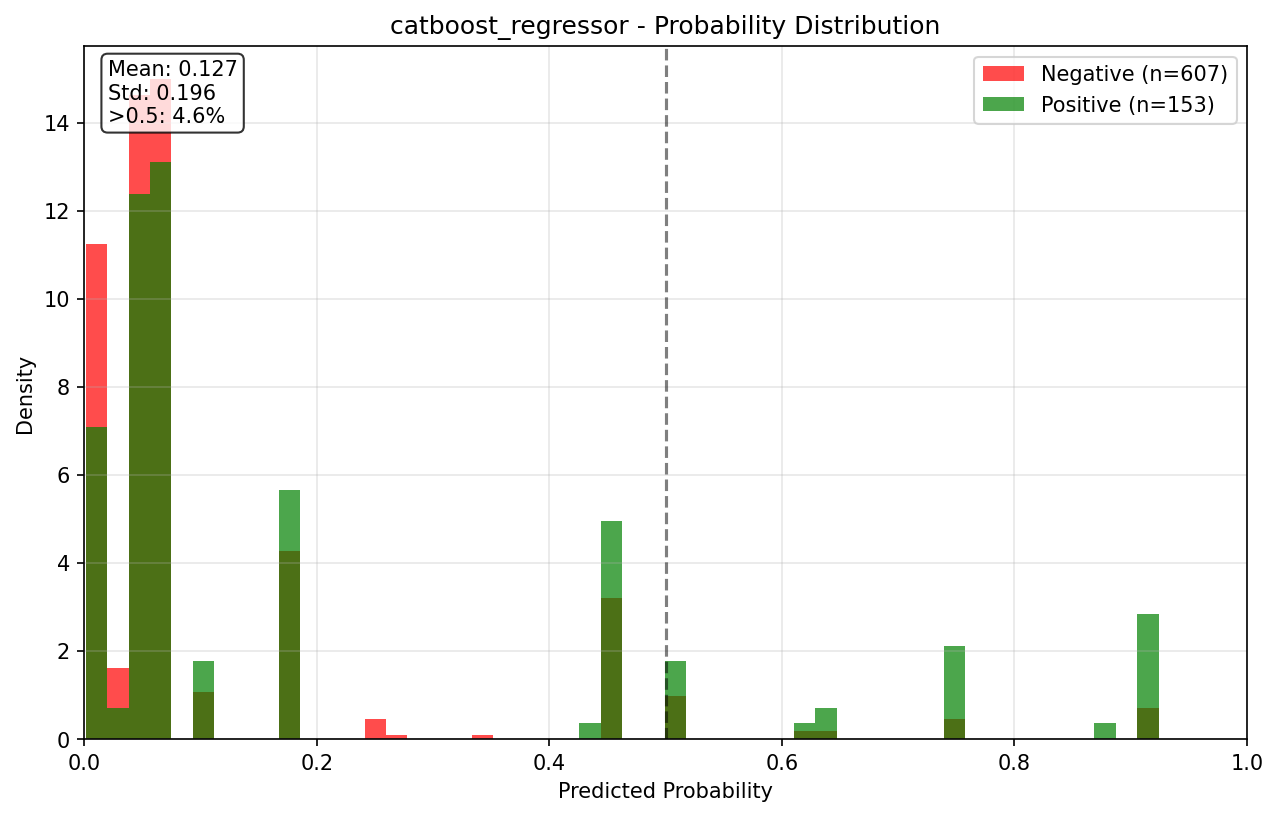 catboost_regressor - Probability Distribution
Mean: 0.127
Std: 0.196
>0.5: 4.6%
Negative (n=607)
Positive (n=153)
Density
14
12
10
8
6
4
2
0
0.0 0.2 0.4 0.6 0.8 1.0
Predicted Probability